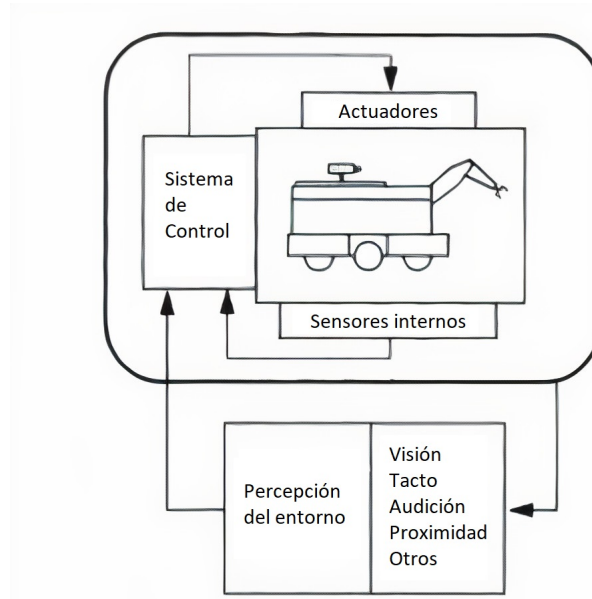 Actuadores
Sistema
de
Control
Sensores internos
Percepción
del entorno
Visión
Tacto
Audición
Proximidad
Otros